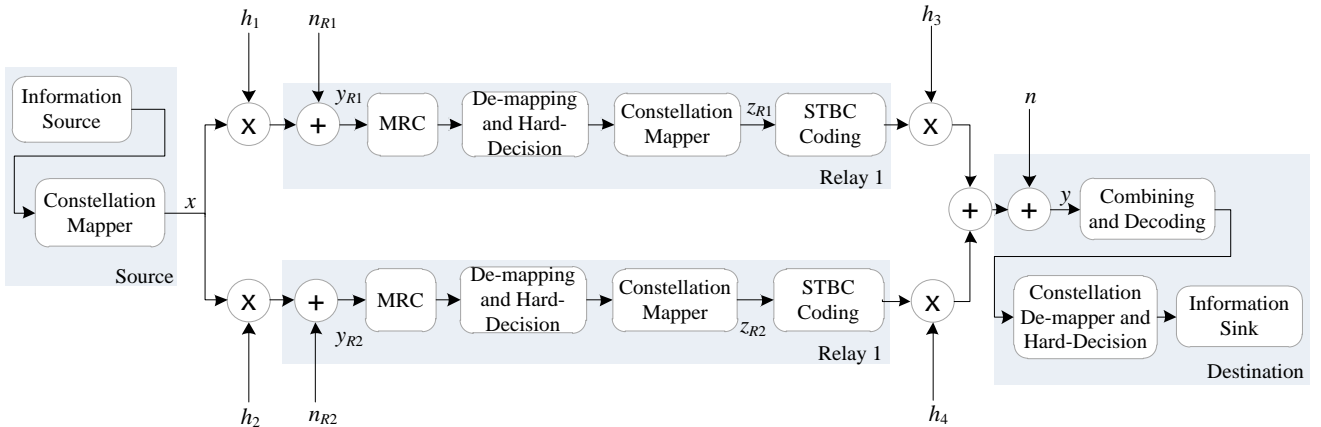 h1
nR1
h3
Information
Source
Constellation
Mapper
x
Source
X
+
yR1
MRC
De-mapping
and Hard-
Decision
Constellation
Mapper
zR1
STBC
Coding
Relay 1
X
n
+
+
y
Combining
and Decoding
Constellation
De-mapper and
Hard-Decision
Information
Sink
Destination
X
+
yR2
MRC
De-mapping
and Hard-
Decision
Constellation
Mapper
zR2
STBC
Coding
Relay 1
X
h2
nR2
h4